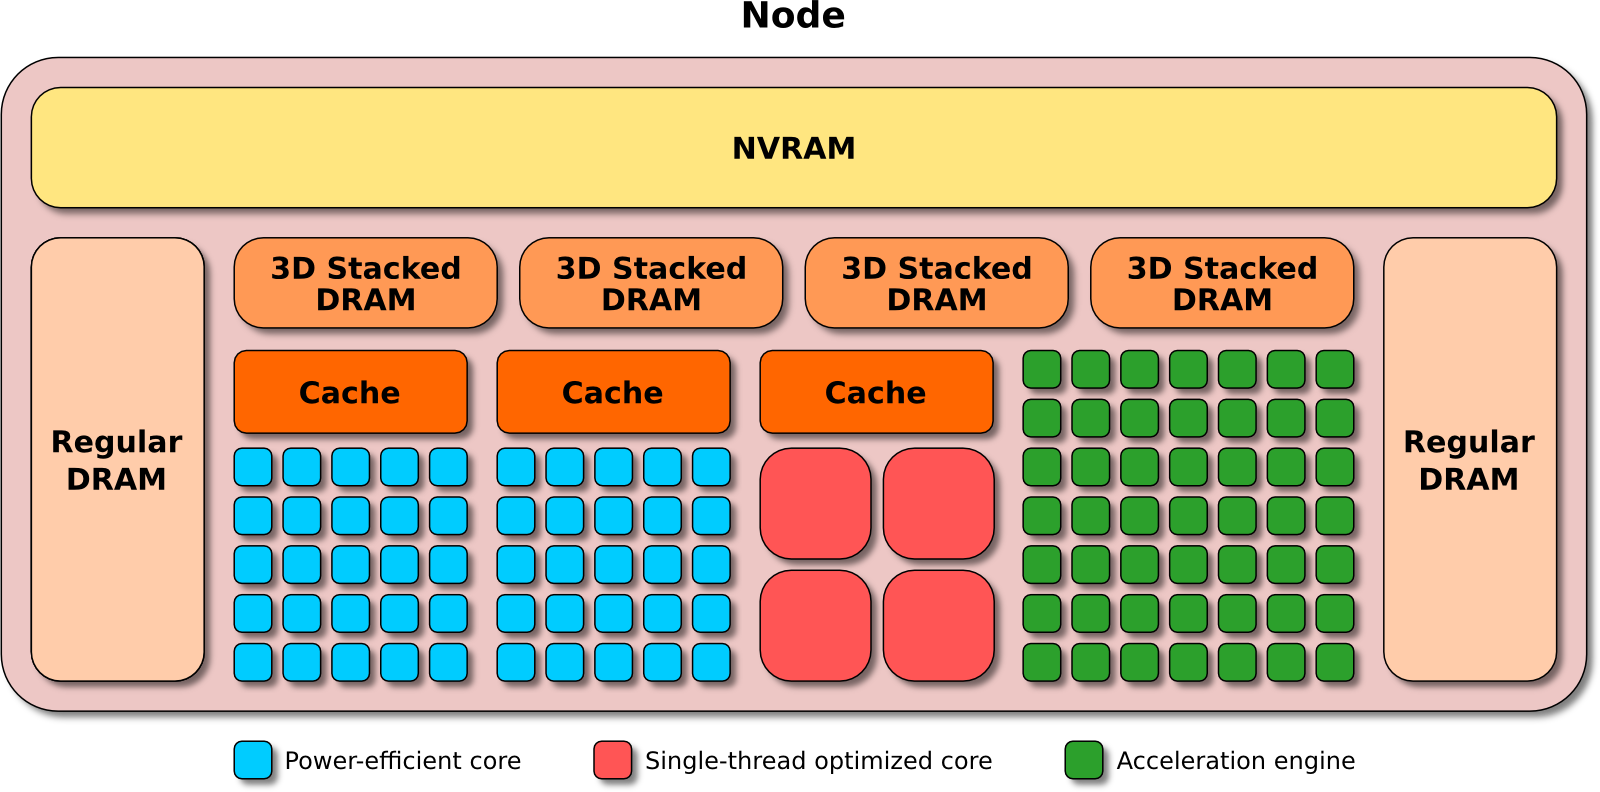 Node
NVRAM
3D Stacked
DRAM
3D Stacked
DRAM
3D Stacked
DRAM
3D Stacked
DRAM
Cache
Cache
Cache
Regular
DRAM
Regular
DRAM
Power-efficient core
Single-thread optimized core
Acceleration engine